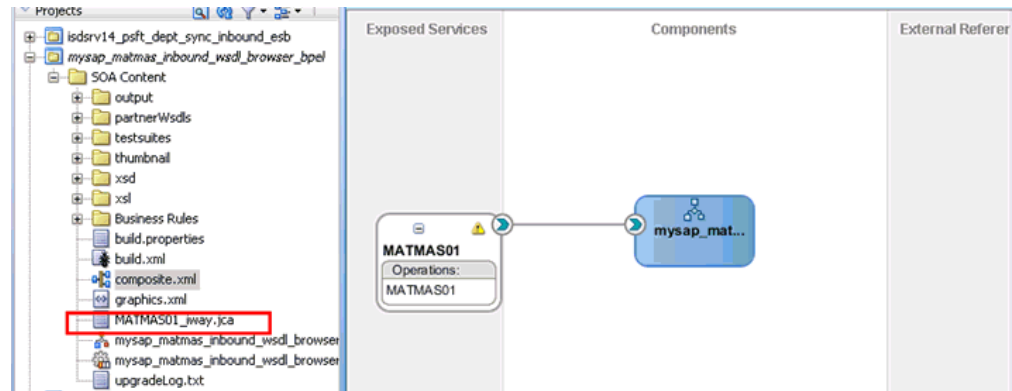 Projects
isdsrv14_psft_dept_sync_inbound_esb
mysap_matmas_inbound_wsdl_browser_bpel
SOA Content
output
partnerWsdls
testsuites
thumbnail
xsd
xsl
Business Rules
build.properties
build.xml
composite.xml
graphics.xml
MATMAS01_iway.jca
mysap_matmas_inbound_wsdl_browser
mysap_matmas_inbound_wsdl_browser
upgradeLog.txt
Exposed Services
Components
External Referer
MATMAS01
Operations:
MATMAS01
mysap_mat...